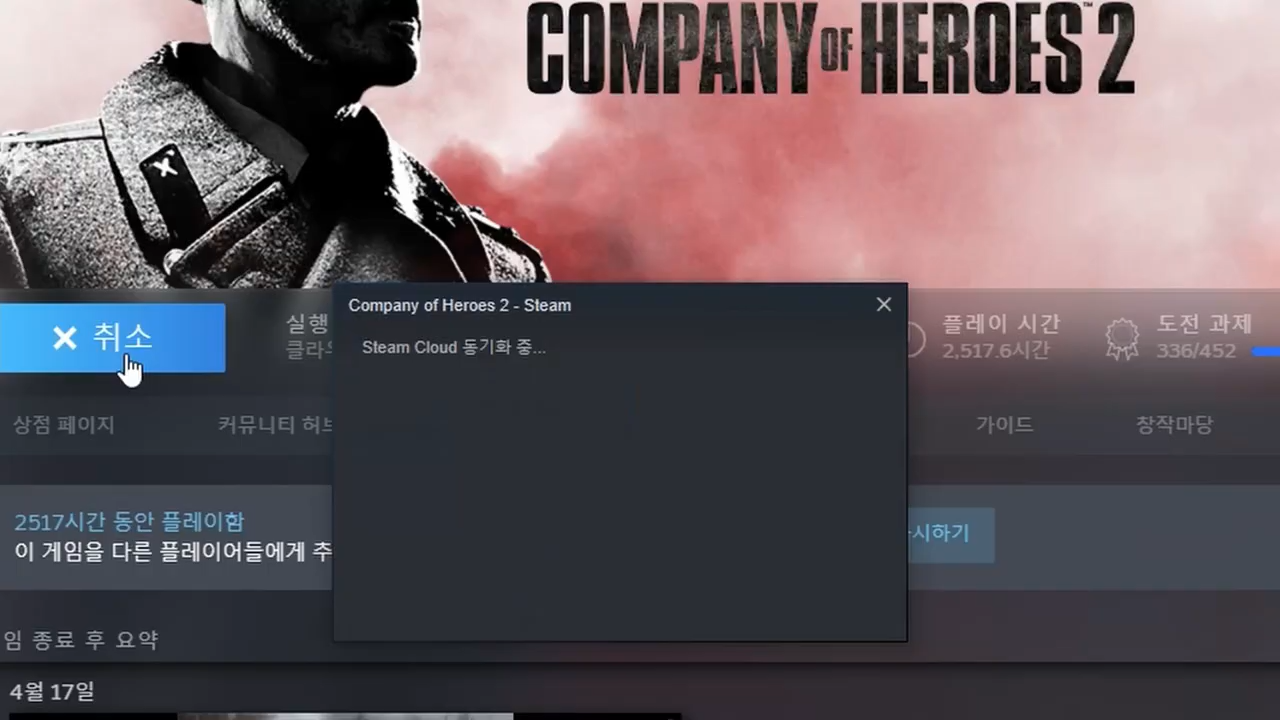 COMPANY OF HEROES 2™
취소
실행
플레이 시간
2,517.6시간
도전 과제
336/452
Company of Heroes 2 - Steam
Steam Cloud 동기화 중...
상점 페이지
커뮤니티
가이드
창작마당
2517시간 동안 플레이함
이 게임을 다른 플레이어들에게
시하기
임 종료 후 요약
4월 17일